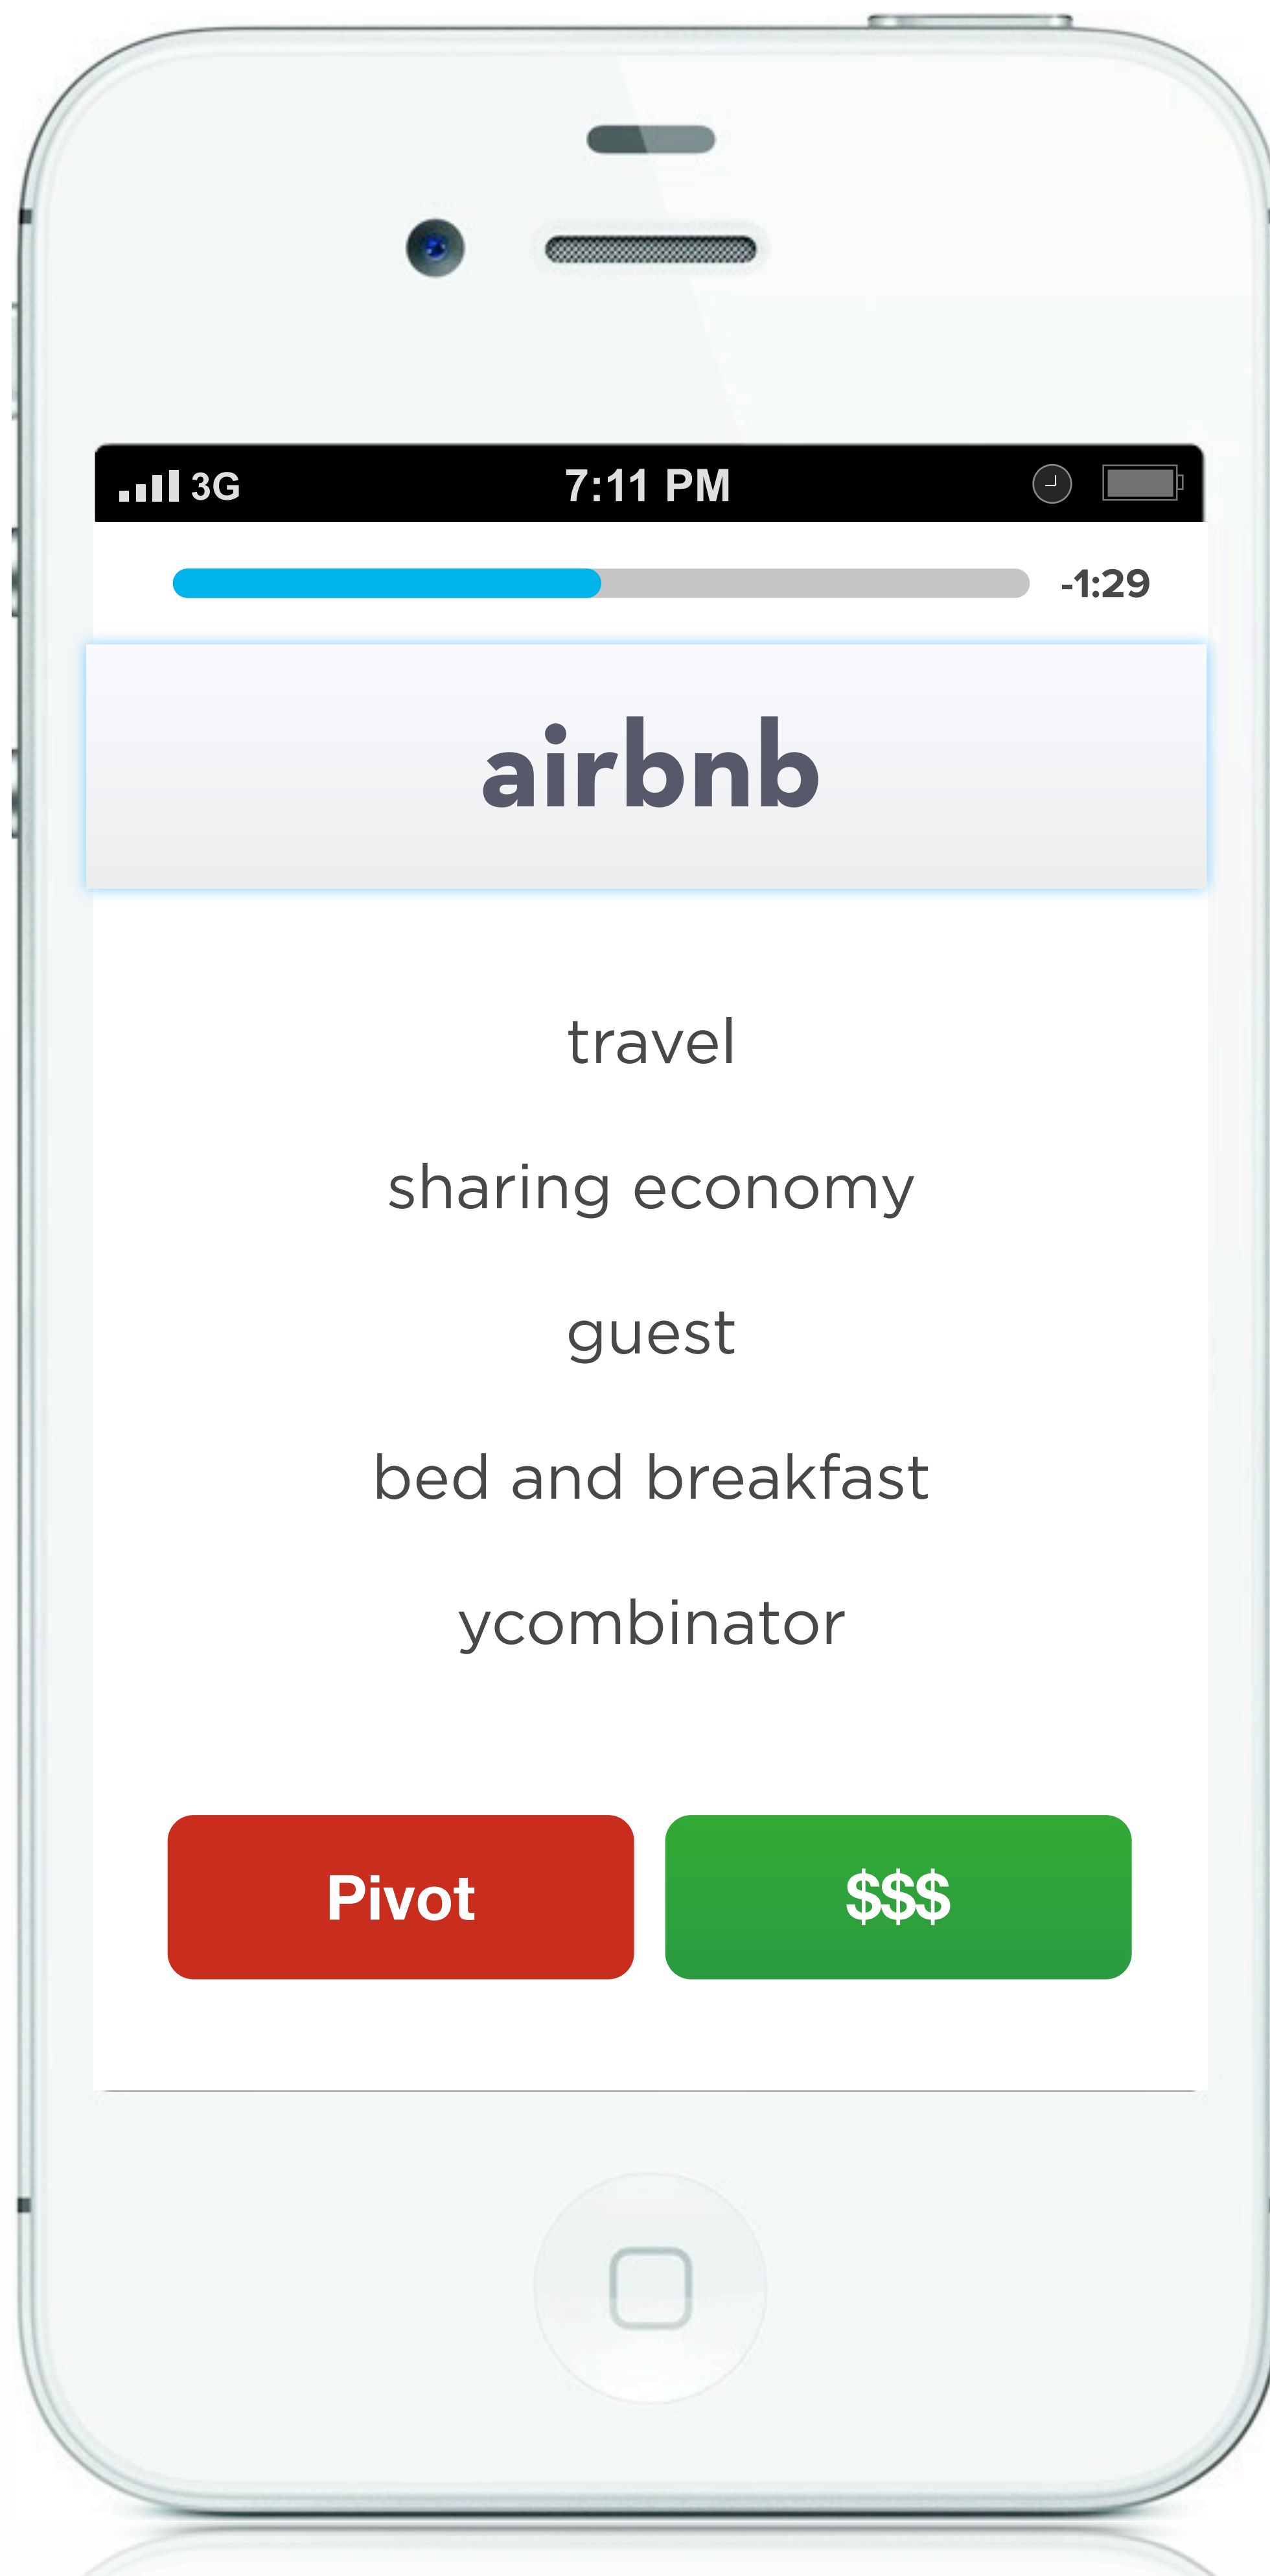 3G 7:11 PM
-1:29
airbnb
travel
sharing economy
guest
bed and breakfast
ycombinator
Pivot $$$